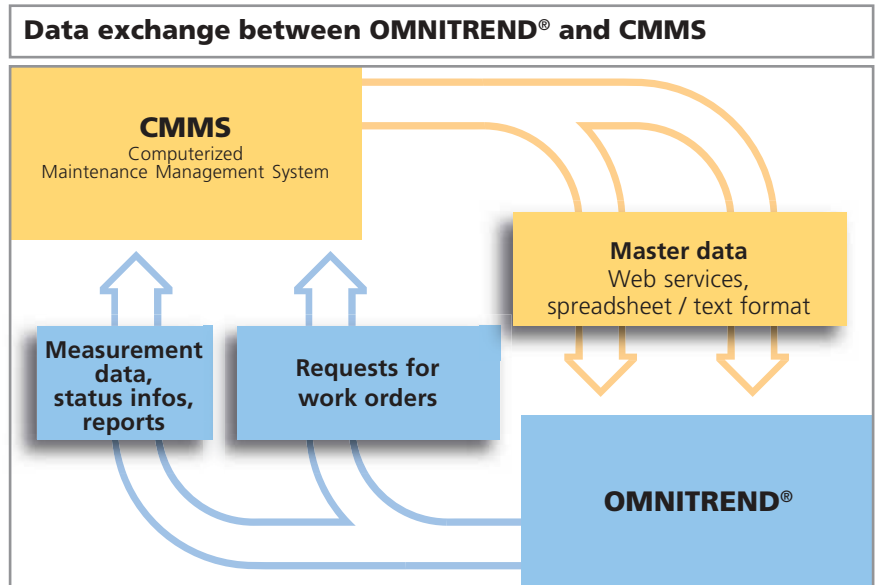 Data exchange between OMNITREND® and CMMS
CMMS
Computerized
Maintenance Management System
Master data
Web services,
spreadsheet / text format
Measurement
data,
status infos,
reports
Requests for
work orders
OMNITREND®